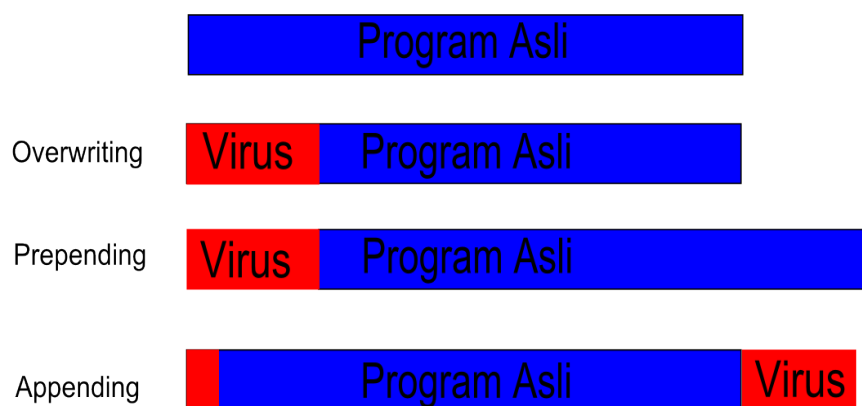 Program Asli
Overwriting Virus Program Asli
Prepending Virus Program Asli
Appending Program Asli Virus